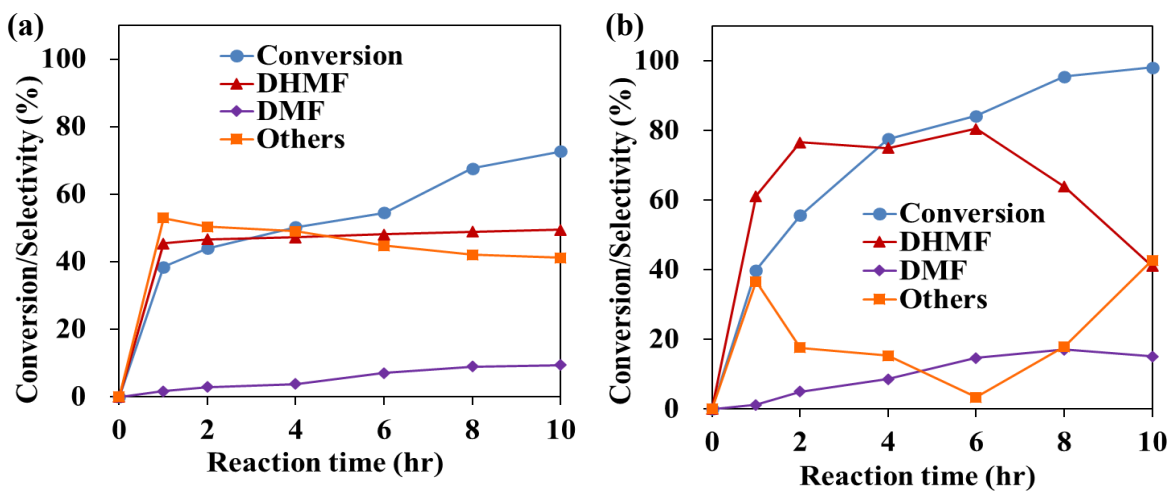 (a)
Conversion/Selectivity (%)
100
80
60
40
20
0
Conversion
DHMF
DMF
Others
0 2 4 6 8 10
Reaction time (hr)
(b)
Conversion/Selectivity (%)
100
80
60
40
20
0
Conversion
DHMF
DMF
Others
0 2 4 6 8 10
Reaction time (hr)